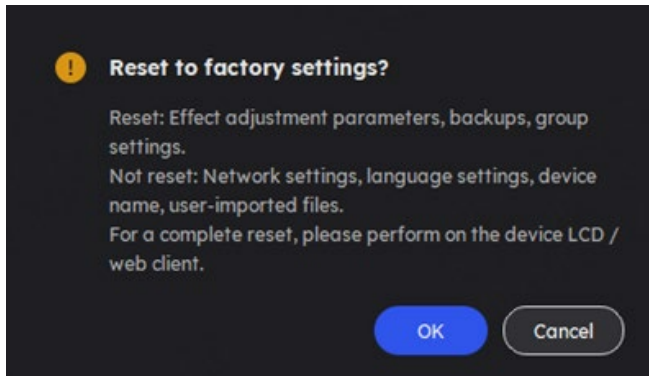 Reset to factory settings?
Reset: Effect adjustment parameters, backups, group
settings.
Not reset: Network settings, language settings, device
name, user-imported files.
For a complete reset, please perform on the device LCD /
web client.
OK Cancel